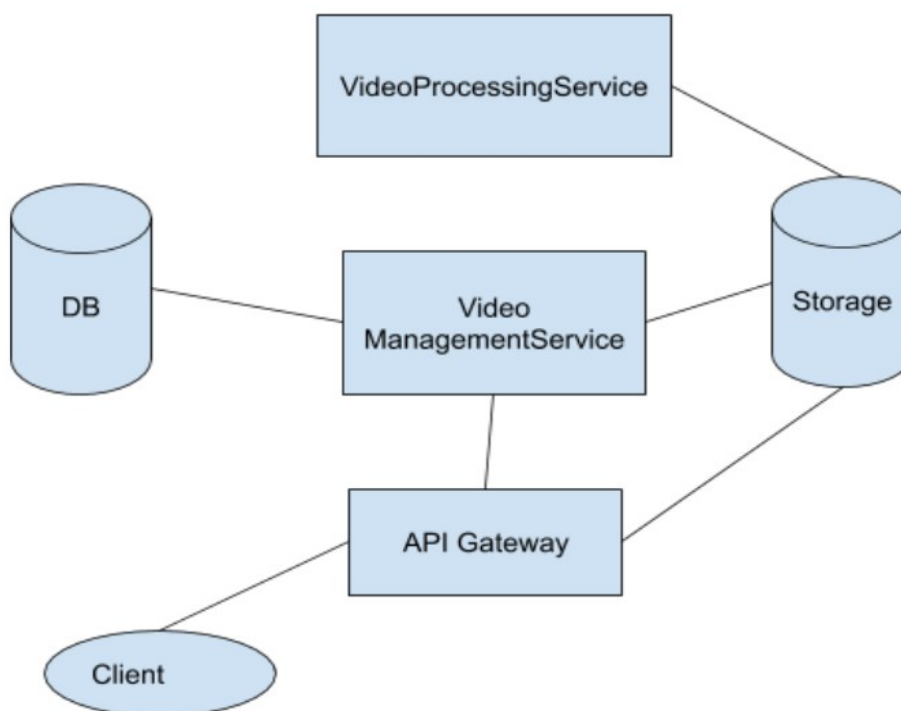 VideoProcessingService
DB
Video
ManagementService
Storage
API Gateway
Client